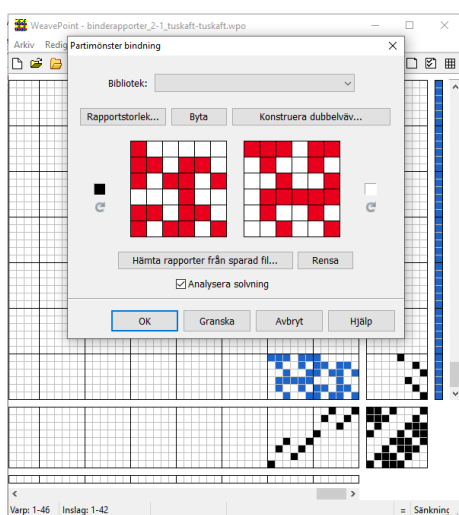 WeavePoint - binderapporter_2-1_tuskaft-tuskaft.wpo
Arkiv Redig
Partimönster bindning
Bibliotek:
Rapportstorlek... Byta Konstruera dubbelväv...
Hämta rapporter från sparad fil... Rensa
Analysera solvning
OK Granska Avbryt Hjälp
Varp: 1-46 Inslag: 1-42 = Sänkning